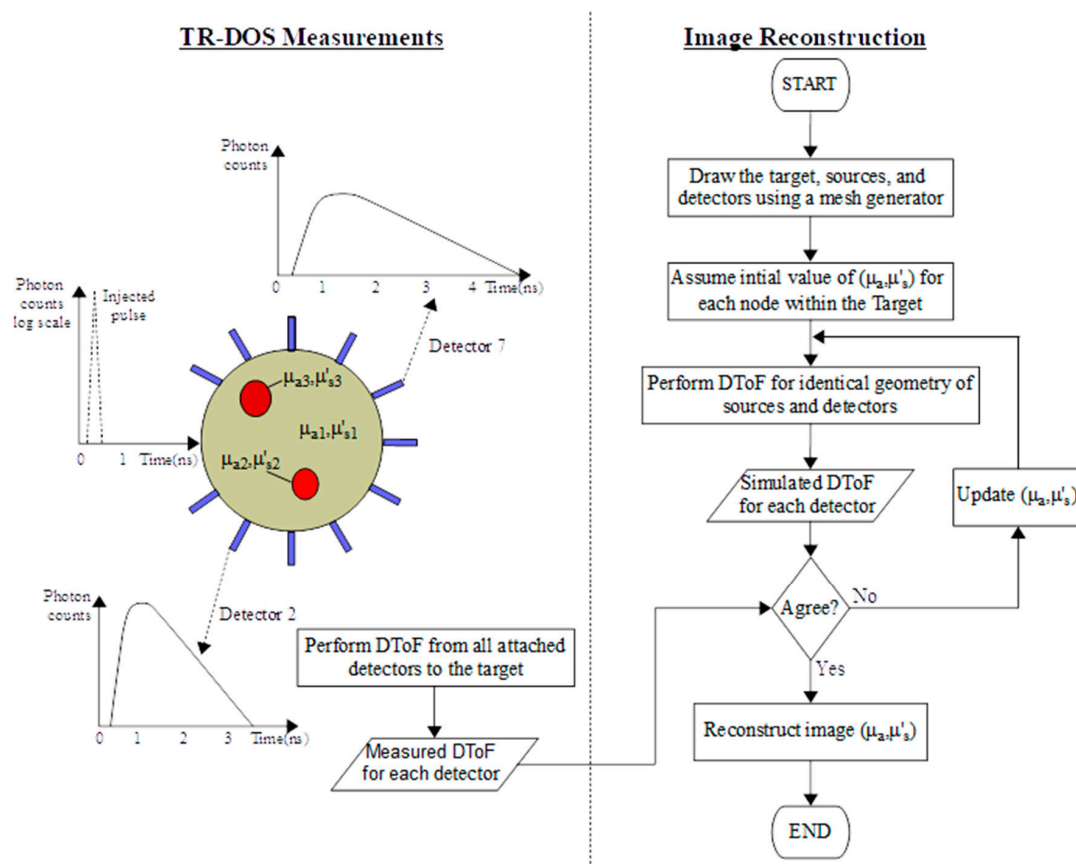 TR-DOS Measurements
Photon
counts
0 1 2 3 4 Time(ns)
Photon
counts
log scale
Injected
pulse
0 1 Time(ns)
Detector 7
μa3,μ's3
μa1,μ's1
μa2,μ's2
Photon
counts
0 1 2 3 Time(ns)
Detector 2
Perform DToF from all attached
detectors to the target
Measured DToF
for each detector
Image Reconstruction
START
Draw the target, sources, and
detectors using a mesh generator
Assume intial value of (μa,μ's) for
each node within the Target
Perform DToF for identical geometry of
sources and detectors
Simulated DToF
for each detector
Update (μa,μ's)
Agree?
No
Yes
Reconstruct image (μa,μ's)
END